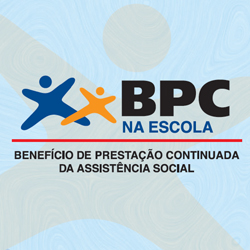 BPC
NA ESCOLA
BENEFÍCIO DE PRESTAÇÃO CONTINUADA
DA ASSISTÊNCIA SOCIAL